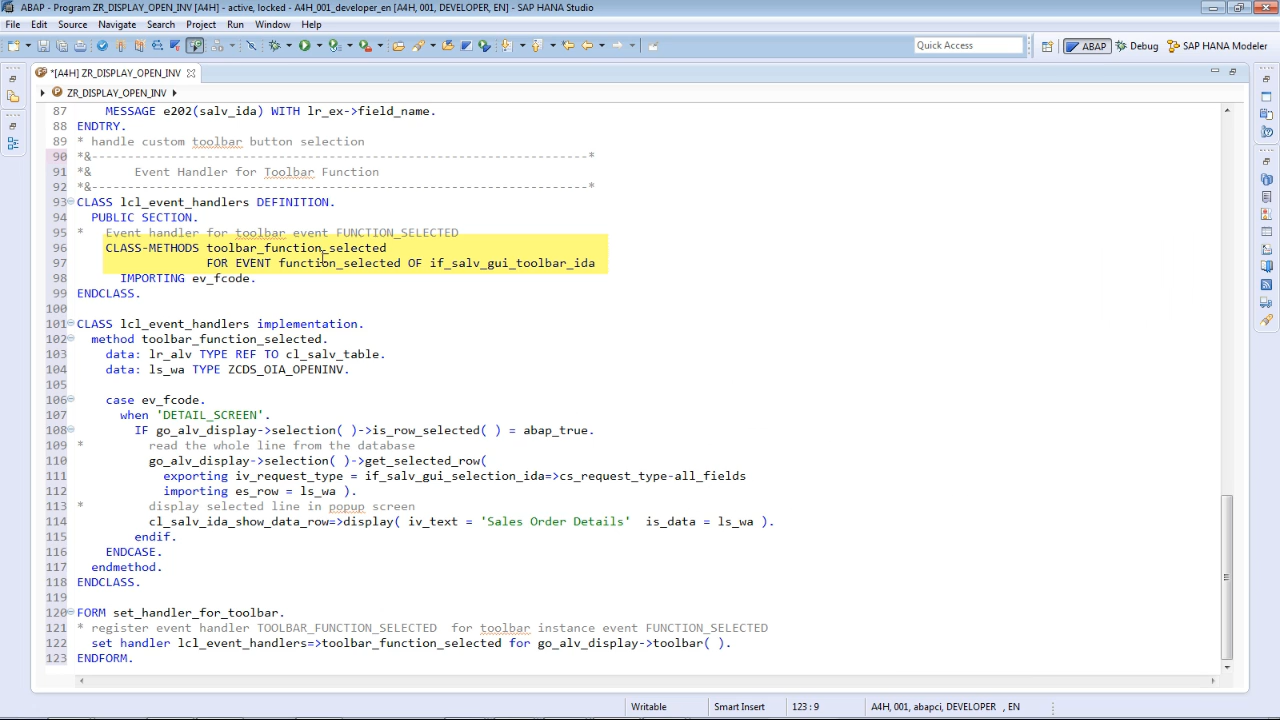 ABAP - Program ZR_DISPLAY_OPEN_INV [A4H] - active, locked - A4H_001_developer_en [A4H, 001, DEVELOPER, EN] - SAP HANA Studio
File Edit Source Navigate Search Project Run Window Help
Quick Access ABAP Debug SAP HANA Modeler
*[A4H] ZR_DISPLAY_OPEN_INV
ZR_DISPLAY_OPEN_INV
87 MESSAGE e202(salv_ida) WITH lr_ex->field_name.
88 ENDTRY.
89 * handle custom toolbar button selection
90 *&---------------------------------------------------------------------*
91 *& Event Handler for Toolbar Function
92 *&---------------------------------------------------------------------*
93 CLASS lcl_event_handlers DEFINITION.
94 PUBLIC SECTION.
95 * Event handler for toolbar event FUNCTION_SELECTED
96 CLASS-METHODS toolbar_function_selected
97 FOR EVENT function_selected OF if_salv_gui_toolbar_ida
98 IMPORTING ev_fcode.
99 ENDCLASS.
100
101 CLASS lcl_event_handlers implementation.
102 method toolbar_function_selected.
103 data: lr_alv TYPE REF TO cl_salv_table.
104 data: ls_wa TYPE ZCDS_OIA_OPENINV.
105
106 case ev_fcode.
107 when 'DETAIL_SCREEN'.
108 IF go_alv_display->selection( )->is_row_selected( ) = abap_true.
109 * read the whole line from the database
110 go_alv_display->selection( )->get_selected_row(
111 exporting iv_request_type = if_salv_gui_selection_ida=>cs_request_type-all_fields
112 importing es_row = ls_wa ).
113 * display selected line in popup screen
114 cl_salv_ida_show_data_row=>display( iv_text = 'Sales Order Details' is_data = ls_wa ).
115 endif.
116 ENDCASE.
117 endmethod.
118 ENDCLASS.
119
120 FORM set_handler_for_toolbar.
121 * register event handler TOOLBAR_FUNCTION_SELECTED for toolbar instance event FUNCTION_SELECTED
122 set handler lcl_event_handlers=>toolbar_function_selected for go_alv_display->toolbar( ).
123 ENDFORM.
Writable Smart Insert 123 : 9 A4H, 001, abapci, DEVELOPER , EN